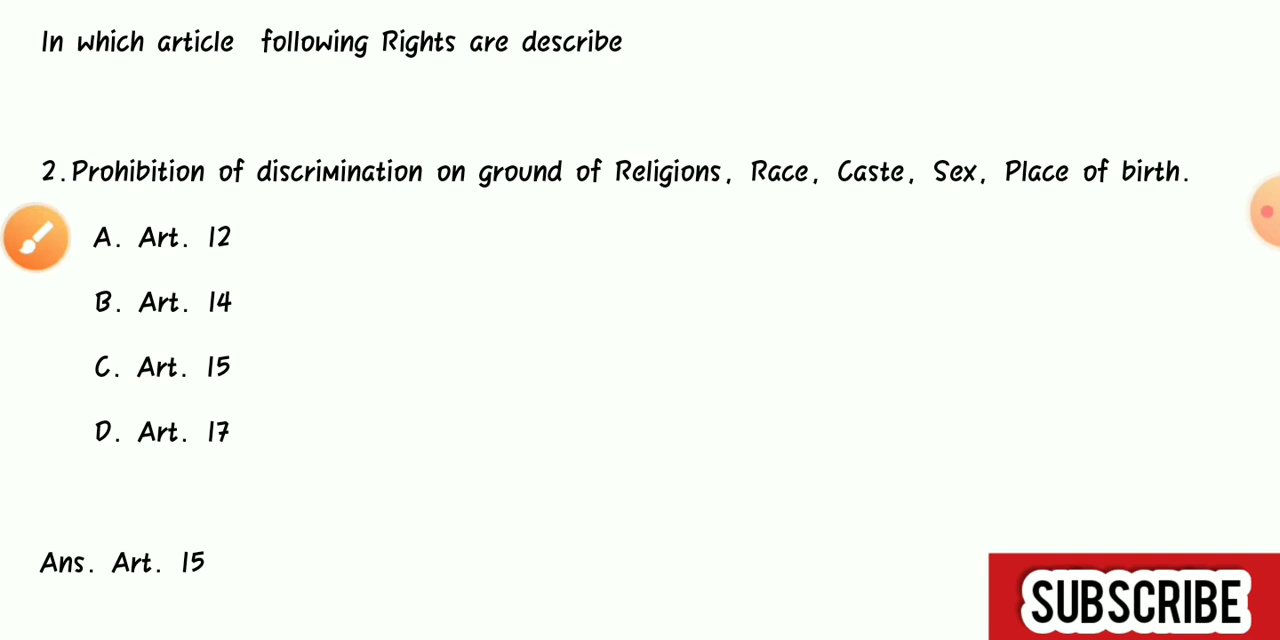 In which article following Rights are describe
2.Prohibition of discrimination on ground of Religions, Race, Caste, Sex, Place of birth.
A. Art. 12
B. Art. 14
C. Art. 15
D. Art. 17
Ans. Art. 15
SUBSCRIBE